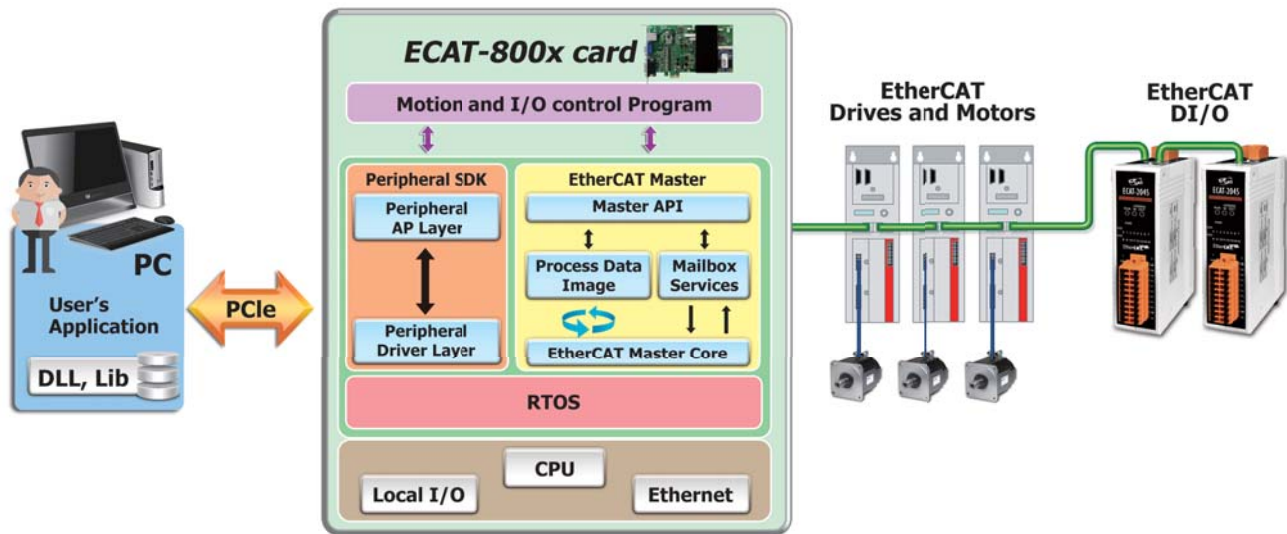 ECAT-800x card
Motion and I/O control Program
Peripheral SDK
Peripheral
AP Layer
Peripheral
Driver Layer
EtherCAT Master
Master API
Process Data
Image
Mailbox
Services
EtherCAT Master Core
RTOS
CPU
Local I/O
Ethernet
PC
User's
Application
DLL, Lib
PCIe
EtherCAT
Drives and Motors
EtherCAT
DI/O
ECAT-2045
ECAT-2045